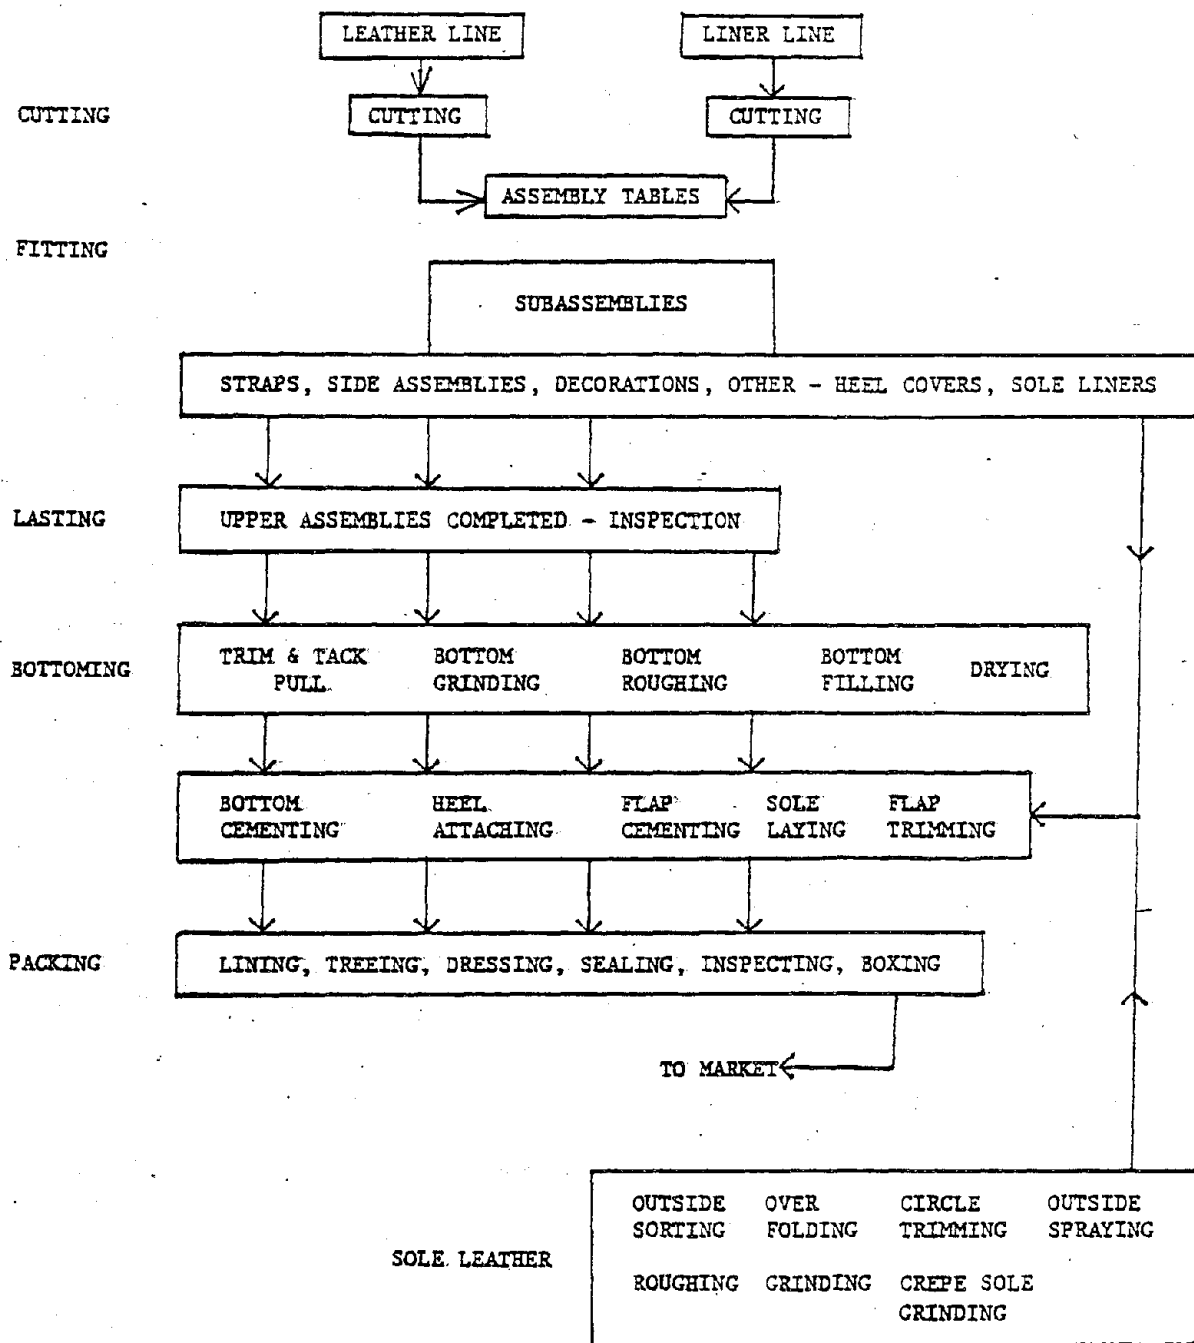 LEATHER LINE
LINER LINE
CUTTING
CUTTING
CUTTING
ASSEMBLY TABLES
FITTING
SUBASSEMBLIES
STRAPS, SIDE ASSEMBLIES, DECORATIONS, OTHER - HEEL COVERS, SOLE LINERS
LASTING
UPPER ASSEMBLIES COMPLETED - INSPECTION
BOTTOMING
TRIM & TACK
PULL
BOTTOM
GRINDING
BOTTOM
ROUGHING
BOTTOM
FILLING
DRYING
BOTTOM
CEMENTING
HEEL
ATTACHING
FLAP
CEMENTING
SOLE
LAYING
FLAP
TRIMMING
PACKING
LINING, TREEING, DRESSING, SEALING, INSPECTING, BOXING
TO MARKET
SOLE LEATHER
OUTSIDE
SORTING
OVER
FOLDING
CIRCLE
TRIMMING
OUTSIDE
SPRAYING
ROUGHING
GRINDING
CREPE SOLE
GRINDING